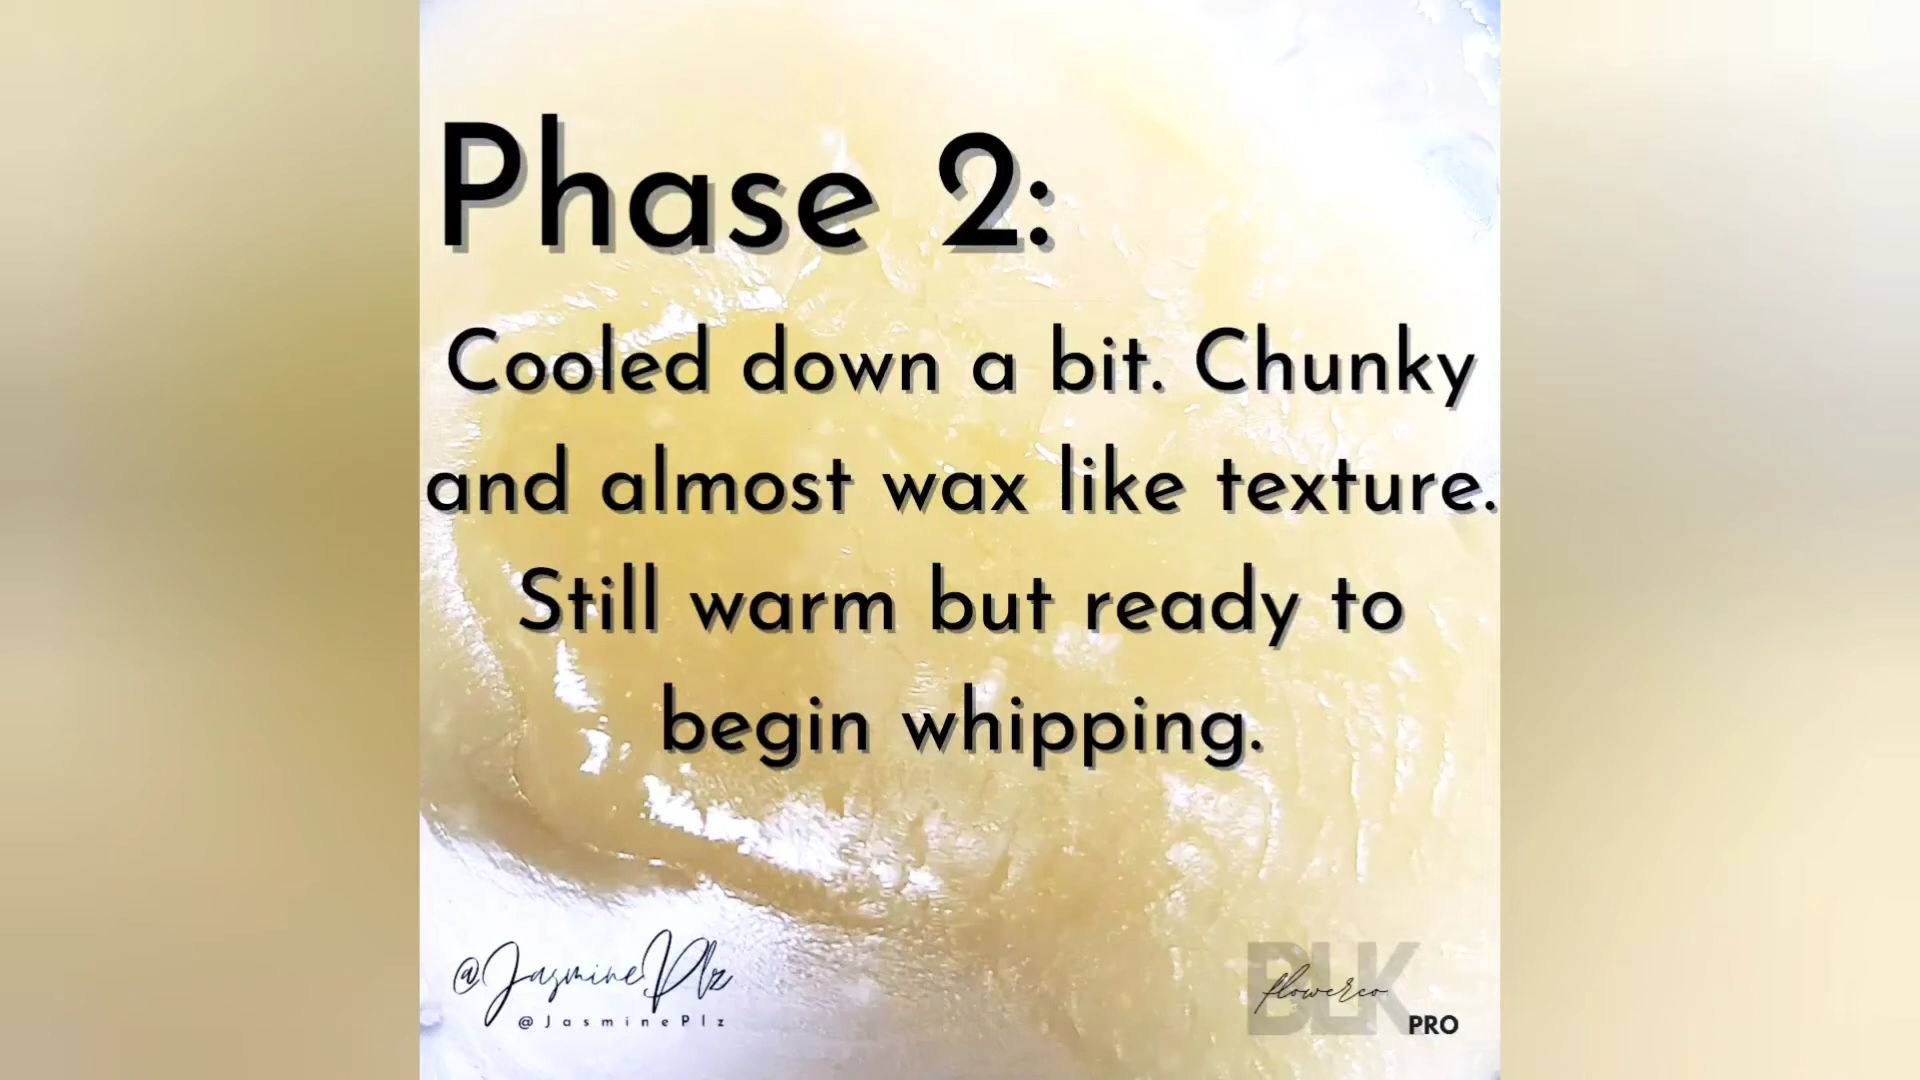 Phase 2:
Cooled down a bit. Chunky
and almost wax like texture.
Still warm but ready to
begin whipping.
@JasminePlz
@JasminePlz
BLK
flowerco
PRO